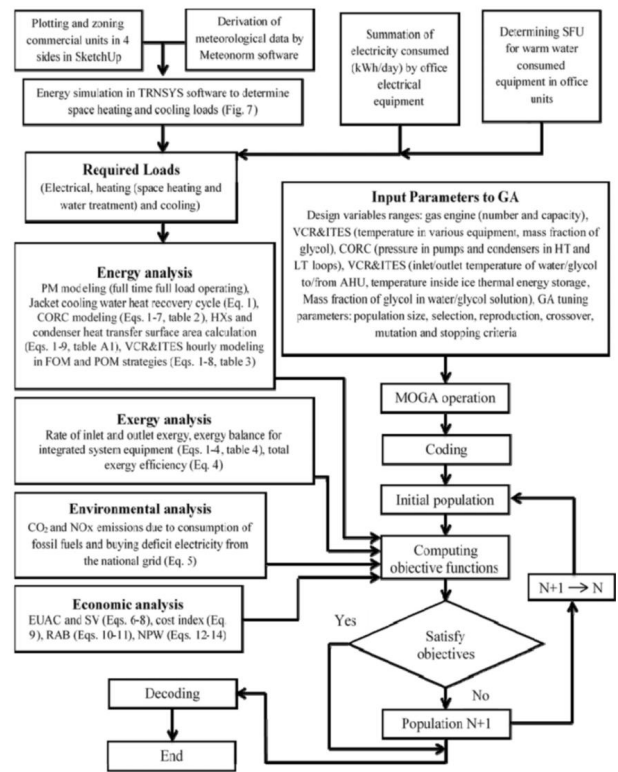 Plotting and zoning
commercial units in 4
sides in SketchUp
Derivation of
meteorological data by
Meteonorm software
Summation of
electricity consumed
(kWh/day) by office
electrical
equipment
Determining SFU
for warm water
consumed
equipment in office
units
Energy simulation in TRNSYS software to determine
space heating and cooling loads (Fig. 7)
Required Loads
(Electrical, heating (space heating and
water treatment) and cooling)
Input Parameters to GA
Design variables ranges: gas engine (number and capacity),
VCR&ITES (temperature in various equipment, mass fraction of
glycol), CORC (pressure in pumps and condensers in HT and
LT loops), VCR&ITES (inlet/outlet temperature of water/glycol
to/from AHU, temperature inside ice thermal energy storage,
Mass fraction of glycol in water/glycol solution). GA tuning
parameters: population size, selection, reproduction, crossover,
mutation and stopping criteria
Energy analysis
PM modeling (full time full load operating),
Jacket cooling water heat recovery cycle (Eq. 1),
CORC modeling (Eqs. 1-7, table 2), HXs and
condenser heat transfer surface area calculation
(Eqs. 1-9, table A1), VCR&ITES hourly modeling
in FOM and POM strategies (Eqs. 1-8, table 3)
MOGA operation
Coding
Exergy analysis
Rate of inlet and outlet exergy, exergy balance for
integrated system equipment (Eqs. 1-4, table 4), total
exergy efficiency (Eq. 4)
Initial population
Environmental analysis
CO2 and NOx emissions due to consumption of
fossil fuels and buying deficit electricity from
the national grid (Eq. 5)
Computing
objective functions
N+1 → N
Economic analysis
EUAC and SV (Eqs. 6-8), cost index (Eq.
9), RAB (Eqs. 10-11), NPW (Eqs. 12-14)
Yes
Satisfy
objectives
No
Decoding
Population N+1
End